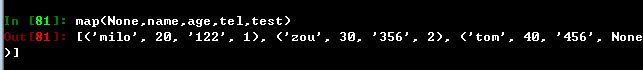 In [81]: map(None,name,age,tel,test)
Out[81]: [('milo', 20, '122', 1), ('zou', 30, '356', 2), ('tom', 40, '456', None
)]